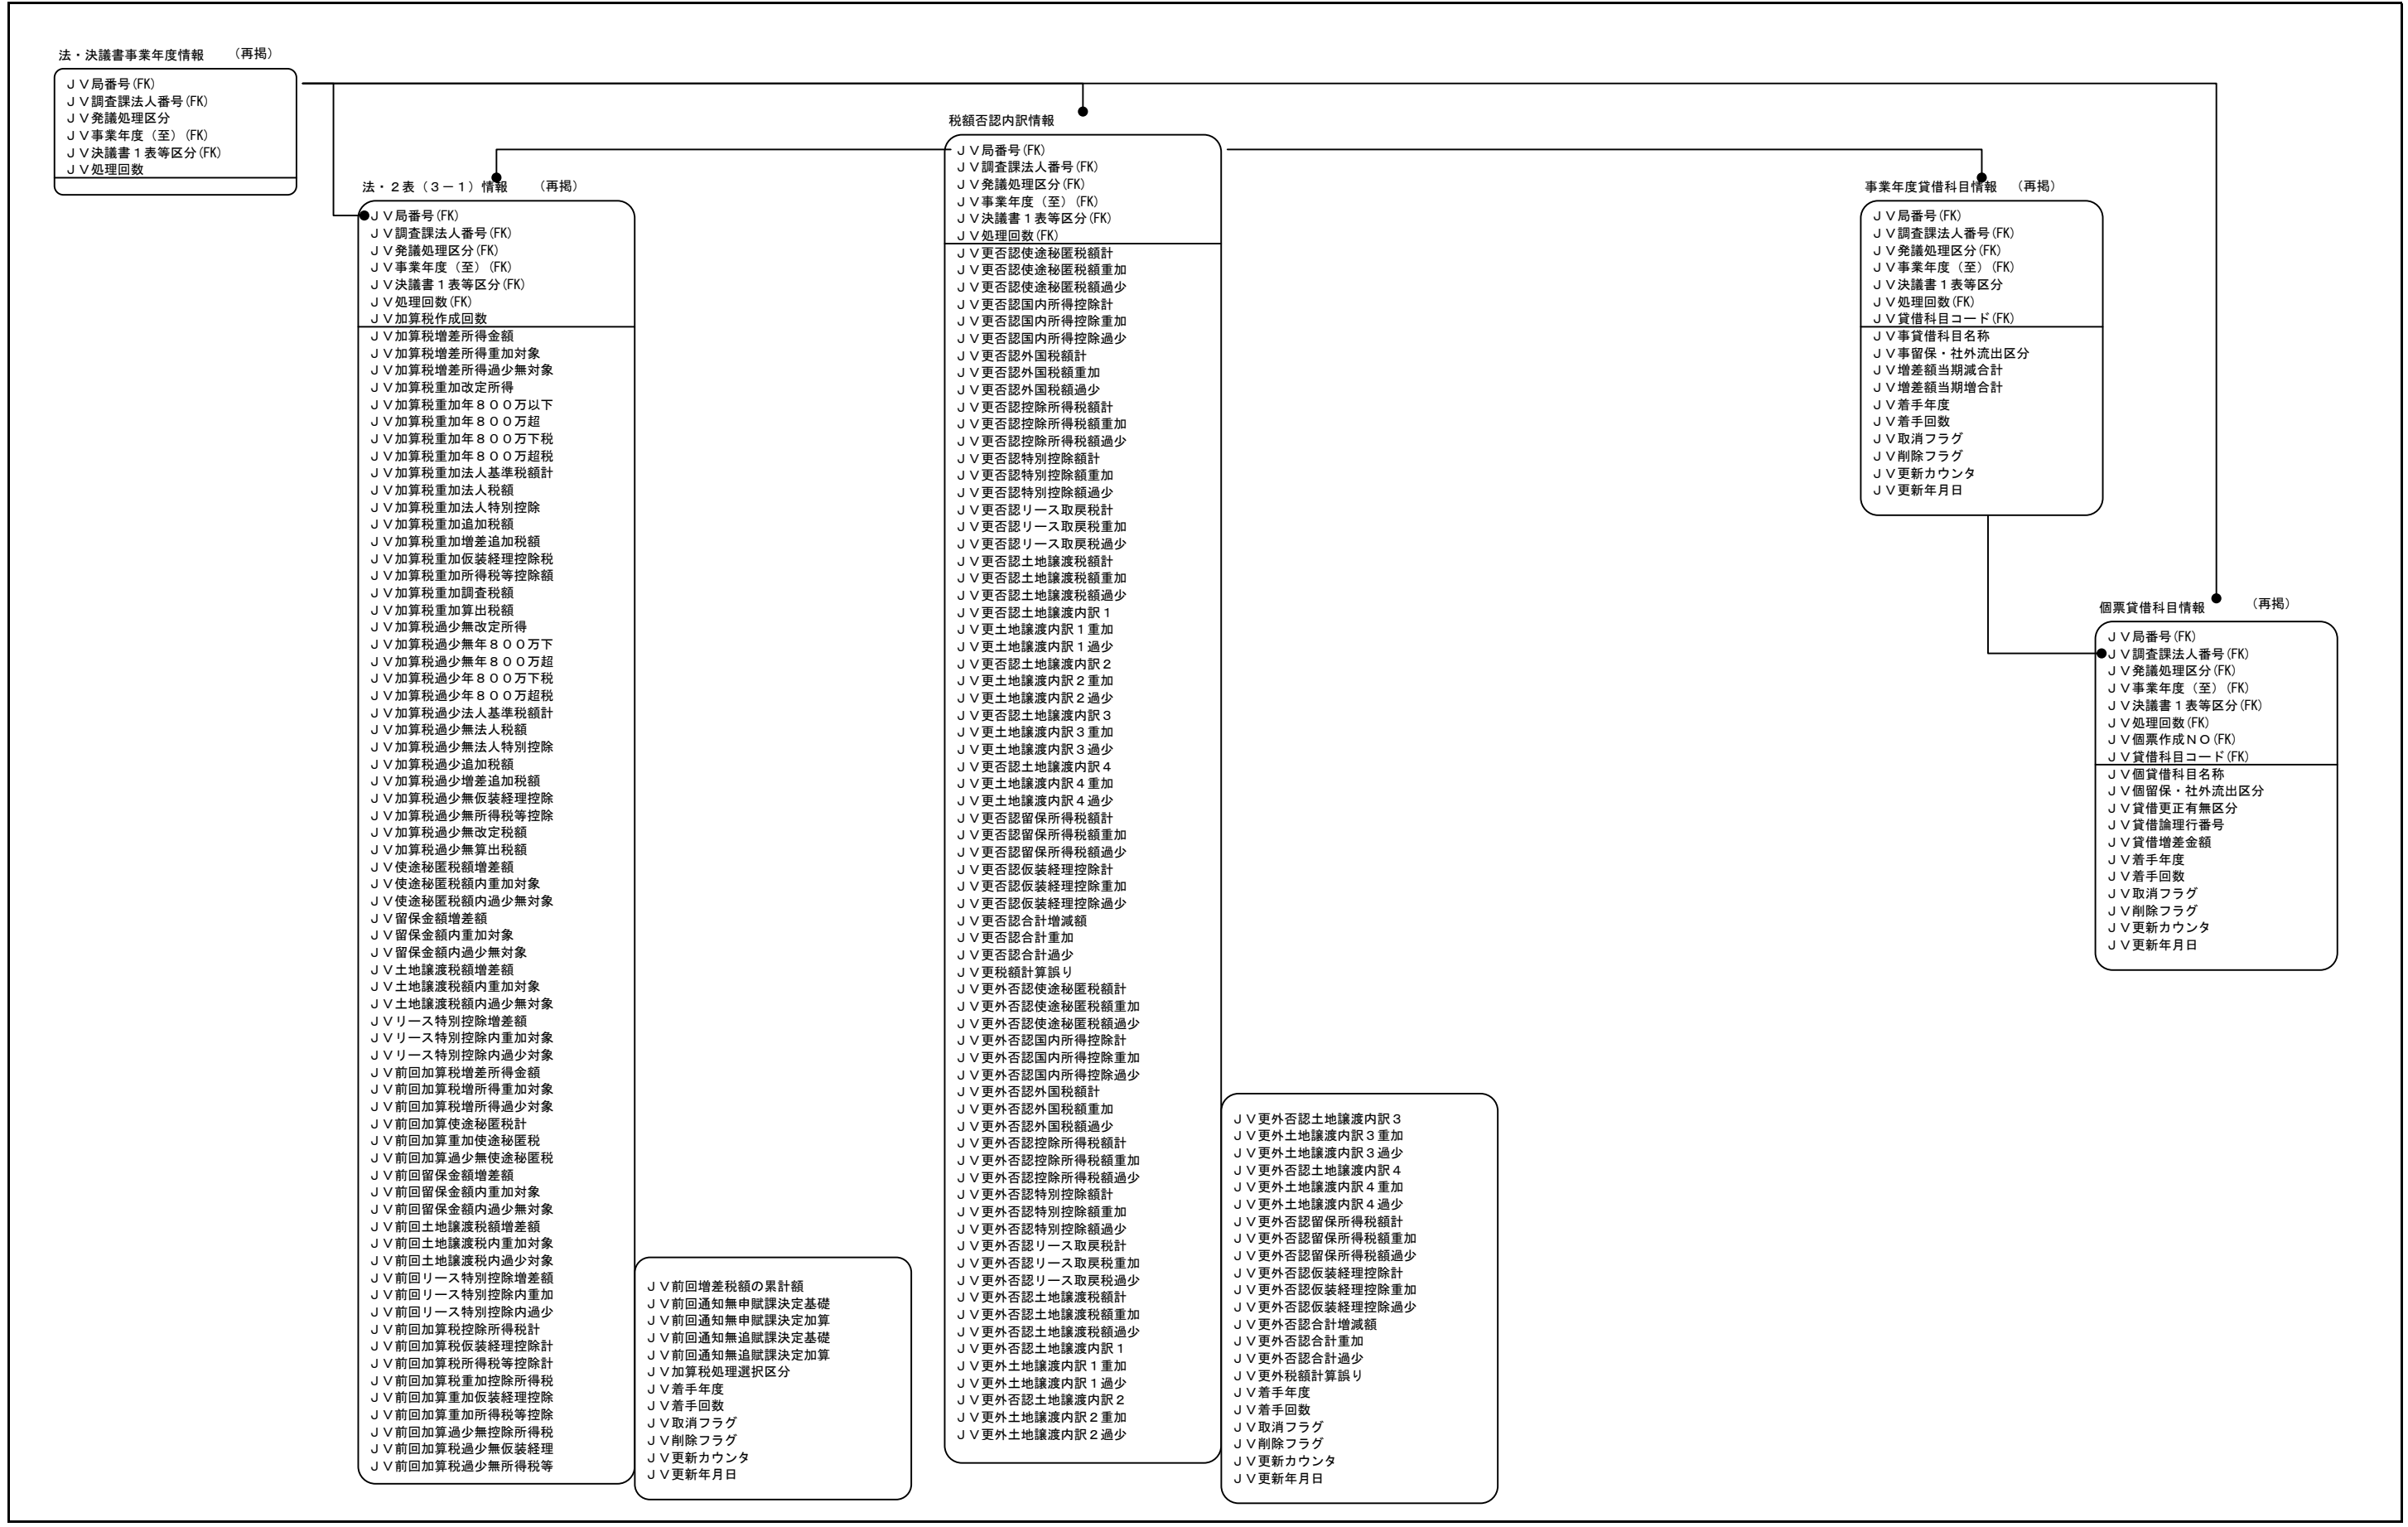 法・決議書事業年度情報　　（再掲）
ＪＶ局番号(FK)
ＪＶ調査課法人番号(FK)
ＪＶ発議処理区分
ＪＶ事業年度（至）(FK)
ＪＶ決議書１表等区分(FK)
ＪＶ処理回数
法・２表（３－１）情報　　（再掲）
ＪＶ局番号(FK)
ＪＶ調査課法人番号(FK)
ＪＶ発議処理区分(FK)
ＪＶ事業年度（至）(FK)
ＪＶ決議書１表等区分(FK)
ＪＶ処理回数(FK)
ＪＶ加算税作成回数
ＪＶ加算税増差所得金額
ＪＶ加算税増差所得重加対象
ＪＶ加算税増差所得過少無対象
ＪＶ加算税重加改定所得
ＪＶ加算税重加年８００万以下
ＪＶ加算税重加年８００万超
ＪＶ加算税重加年８００万下税
ＪＶ加算税重加年８００万超税
ＪＶ加算税重加法人基準税額計
ＪＶ加算税重加法人税額
ＪＶ加算税重加法人特別控除
ＪＶ加算税重加追加税額
ＪＶ加算税重加増差追加税額
ＪＶ加算税重加仮装経理控除税
ＪＶ加算税重加所得税等控除額
ＪＶ加算税重加調査税額
ＪＶ加算税重加算出税額
ＪＶ加算税過少無改定所得
ＪＶ加算税過少無年８００万下
ＪＶ加算税過少無年８００万超
ＪＶ加算税過少年８００万下税
ＪＶ加算税過少年８００万超税
ＪＶ加算税過少法人基準税額計
ＪＶ加算税過少無法人税額
ＪＶ加算税過少無法人特別控除
ＪＶ加算税過少追加税額
ＪＶ加算税過少増差追加税額
ＪＶ加算税過少無仮装経理控除
ＪＶ加算税過少無所得税等控除
ＪＶ加算税過少無改定税額
ＪＶ加算税過少無算出税額
ＪＶ使途秘匿税額増差額
ＪＶ使途秘匿税額内重加対象
ＪＶ使途秘匿税額内過少無対象
ＪＶ留保金額増差額
ＪＶ留保金額内重加対象
ＪＶ留保金額内過少無対象
ＪＶ土地譲渡税額増差額
ＪＶ土地譲渡税額内重加対象
ＪＶ土地譲渡税額内過少無対象
ＪＶリース特別控除増差額
ＪＶリース特別控除内重加対象
ＪＶリース特別控除内過少対象
ＪＶ前回加算税増差所得金額
ＪＶ前回加算税増所得重加対象
ＪＶ前回加算税増所得過少対象
ＪＶ前回加算使途秘匿税計
ＪＶ前回加算重加使途秘匿税
ＪＶ前回加算過少無使途秘匿税
ＪＶ前回留保金額増差額
ＪＶ前回留保金額内重加対象
ＪＶ前回留保金額内過少無対象
ＪＶ前回土地譲渡税額増差額
ＪＶ前回土地譲渡税内重加対象
ＪＶ前回土地譲渡税内過少対象
ＪＶ前回リース特別控除増差額
ＪＶ前回リース特別控除内重加
ＪＶ前回リース特別控除内過少
ＪＶ前回加算税控除所得税計
ＪＶ前回加算税仮装経理控除計
ＪＶ前回加算税所得税等控除計
ＪＶ前回加算税重加控除所得税
ＪＶ前回加算重加仮装経理控除
ＪＶ前回加算重加所得税等控除
ＪＶ前回加算過少無控除所得税
ＪＶ前回加算税過少無仮装経理
ＪＶ前回加算税過少無所得税等
ＪＶ前回増差税額の累計額
ＪＶ前回通知無申賦課決定基礎
ＪＶ前回通知無申賦課決定加算
ＪＶ前回通知無追賦課決定基礎
ＪＶ前回通知無追賦課決定加算
ＪＶ加算税処理選択区分
ＪＶ着手年度
ＪＶ着手回数
ＪＶ取消フラグ
ＪＶ削除フラグ
ＪＶ更新カウンタ
ＪＶ更新年月日
税額否認内訳情報
ＪＶ局番号(FK)
ＪＶ調査課法人番号(FK)
ＪＶ発議処理区分(FK)
ＪＶ事業年度（至）(FK)
ＪＶ決議書１表等区分(FK)
ＪＶ処理回数(FK)
ＪＶ更否認使途秘匿税額計
ＪＶ更否認使途秘匿税額重加
ＪＶ更否認使途秘匿税額過少
ＪＶ更否認国内所得控除計
ＪＶ更否認国内所得控除重加
ＪＶ更否認国内所得控除過少
ＪＶ更否認外国税額計
ＪＶ更否認外国税額重加
ＪＶ更否認外国税額過少
ＪＶ更否認控除所得税額計
ＪＶ更否認控除所得税額重加
ＪＶ更否認控除所得税額過少
ＪＶ更否認特別控除額計
ＪＶ更否認特別控除額重加
ＪＶ更否認特別控除額過少
ＪＶ更否認リース取戻税計
ＪＶ更否認リース取戻税重加
ＪＶ更否認リース取戻税過少
ＪＶ更否認土地譲渡税額計
ＪＶ更否認土地譲渡税額重加
ＪＶ更否認土地譲渡税額過少
ＪＶ更否認土地譲渡内訳１
ＪＶ更土地譲渡内訳１重加
ＪＶ更土地譲渡内訳１過少
ＪＶ更否認土地譲渡内訳２
ＪＶ更土地譲渡内訳２重加
ＪＶ更土地譲渡内訳２過少
ＪＶ更否認土地譲渡内訳３
ＪＶ更土地譲渡内訳３重加
ＪＶ更土地譲渡内訳３過少
ＪＶ更否認土地譲渡内訳４
ＪＶ更土地譲渡内訳４重加
ＪＶ更土地譲渡内訳４過少
ＪＶ更否認留保所得税額計
ＪＶ更否認留保所得税額重加
ＪＶ更否認留保所得税額過少
ＪＶ更否認仮装経理控除計
ＪＶ更否認仮装経理控除重加
ＪＶ更否認仮装経理控除過少
ＪＶ更否認合計増減額
ＪＶ更否認合計重加
ＪＶ更否認合計過少
ＪＶ更税額計算誤り
ＪＶ更外否認使途秘匿税額計
ＪＶ更外否認使途秘匿税額重加
ＪＶ更外否認使途秘匿税額過少
ＪＶ更外否認国内所得控除計
ＪＶ更外否認国内所得控除重加
ＪＶ更外否認国内所得控除過少
ＪＶ更外否認外国税額計
ＪＶ更外否認外国税額重加
ＪＶ更外否認外国税額過少
ＪＶ更外否認控除所得税額計
ＪＶ更外否認控除所得税額重加
ＪＶ更外否認控除所得税額過少
ＪＶ更外否認特別控除額計
ＪＶ更外否認特別控除額重加
ＪＶ更外否認特別控除額過少
ＪＶ更外否認リース取戻税計
ＪＶ更外否認リース取戻税重加
ＪＶ更外否認リース取戻税過少
ＪＶ更外否認土地譲渡税額計
ＪＶ更外否認土地譲渡税額重加
ＪＶ更外否認土地譲渡税額過少
ＪＶ更外否認土地譲渡内訳１
ＪＶ更外土地譲渡内訳１重加
ＪＶ更外土地譲渡内訳１過少
ＪＶ更外否認土地譲渡内訳２
ＪＶ更外土地譲渡内訳２重加
ＪＶ更外土地譲渡内訳２過少
ＪＶ更外否認土地譲渡内訳３
ＪＶ更外土地譲渡内訳３重加
ＪＶ更外土地譲渡内訳３過少
ＪＶ更外否認土地譲渡内訳４
ＪＶ更外土地譲渡内訳４重加
ＪＶ更外土地譲渡内訳４過少
ＪＶ更外否認留保所得税額計
ＪＶ更外否認留保所得税額重加
ＪＶ更外否認留保所得税額過少
ＪＶ更外否認仮装経理控除計
ＪＶ更外否認仮装経理控除重加
ＪＶ更外否認仮装経理控除過少
ＪＶ更外否認合計増減額
ＪＶ更外否認合計重加
ＪＶ更外否認合計過少
ＪＶ更外税額計算誤り
ＪＶ着手年度
ＪＶ着手回数
ＪＶ取消フラグ
ＪＶ削除フラグ
ＪＶ更新カウンタ
ＪＶ更新年月日
事業年度貸借科目情報　（再掲）
ＪＶ局番号(FK)
ＪＶ調査課法人番号(FK)
ＪＶ発議処理区分(FK)
ＪＶ事業年度（至）(FK)
ＪＶ決議書１表等区分
ＪＶ処理回数(FK)
ＪＶ貸借科目コード(FK)
ＪＶ事貸借科目名称
ＪＶ事留保・社外流出区分
ＪＶ増差額当期減合計
ＪＶ増差額当期増合計
ＪＶ着手年度
ＪＶ着手回数
ＪＶ取消フラグ
ＪＶ削除フラグ
ＪＶ更新カウンタ
ＪＶ更新年月日
個票貸借科目情報　　（再掲）
ＪＶ局番号(FK)
ＪＶ調査課法人番号(FK)
ＪＶ発議処理区分(FK)
ＪＶ事業年度（至）(FK)
ＪＶ決議書１表等区分(FK)
ＪＶ処理回数(FK)
ＪＶ個票作成ＮＯ(FK)
ＪＶ貸借科目コード(FK)
ＪＶ個貸借科目名称
ＪＶ個留保・社外流出区分
ＪＶ貸借更正有無区分
ＪＶ貸借論理行番号
ＪＶ貸借増差金額
ＪＶ着手年度
ＪＶ着手回数
ＪＶ取消フラグ
ＪＶ削除フラグ
ＪＶ更新カウンタ
ＪＶ更新年月日